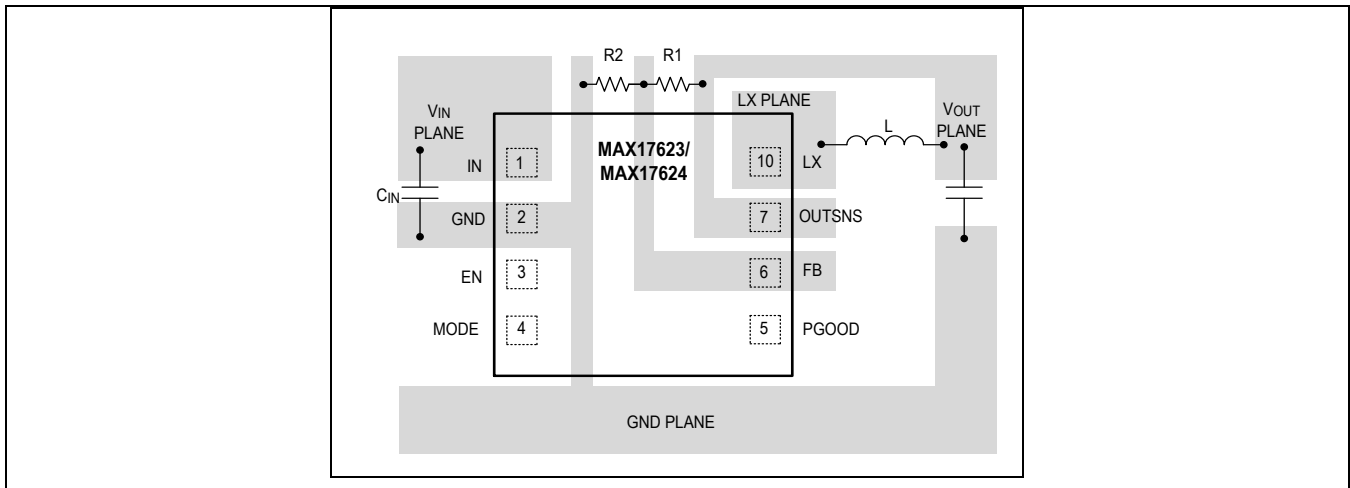 R2 R1
LX PLANE
VIN
PLANE
L
VOUT
PLANE
MAX17623/
MAX17624
IN 1
10 LX
CIN
GND 2
7 OUTSNS
EN 3
6 FB
MODE 4
5 PGOOD
GND PLANE